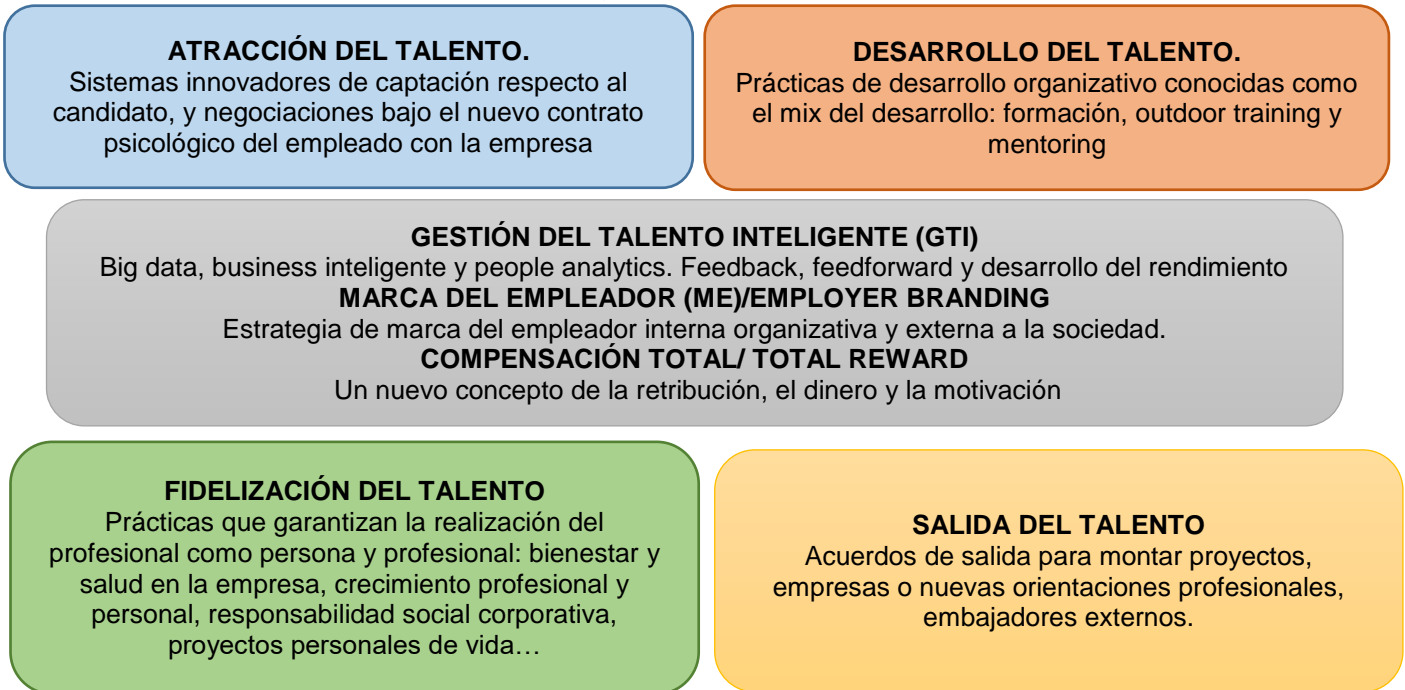 ATRACCIÓN DEL TALENTO.
Sistemas innovadores de captación respecto al
candidato, y negociaciones bajo el nuevo contrato
psicológico del empleado con la empresa
DESARROLLO DEL TALENTO.
Prácticas de desarrollo organizativo conocidas como
el mix del desarrollo: formación, outdoor training y
mentoring
GESTIÓN DEL TALENTO INTELIGENTE (GTI)
Big data, business inteligente y people analytics. Feedback, feedforward y desarrollo del rendimiento
MARCA DEL EMPLEADOR (ME)/EMPLOYER BRANDING
Estrategia de marca del empleador interna organizativa y externa a la sociedad.
COMPENSACIÓN TOTAL/ TOTAL REWARD
Un nuevo concepto de la retribución, el dinero y la motivación
FIDELIZACIÓN DEL TALENTO
Prácticas que garantizan la realización del
profesional como persona y profesional: bienestar y
salud en la empresa, crecimiento profesional y
personal, responsabilidad social corporativa,
proyectos personales de vida…
SALIDA DEL TALENTO
Acuerdos de salida para montar proyectos,
empresas o nuevas orientaciones profesionales,
embajadores externos.